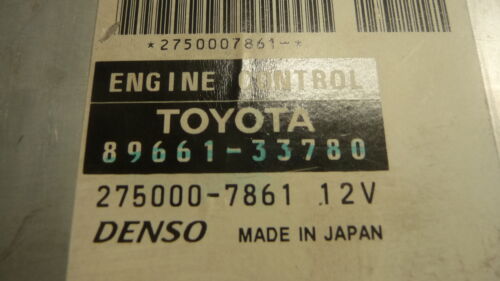 *2750007861-*
ENGINE CONTROL
TOYOTA
89661-33780
275000-7861 12V
DENSO MADE IN JAPAN